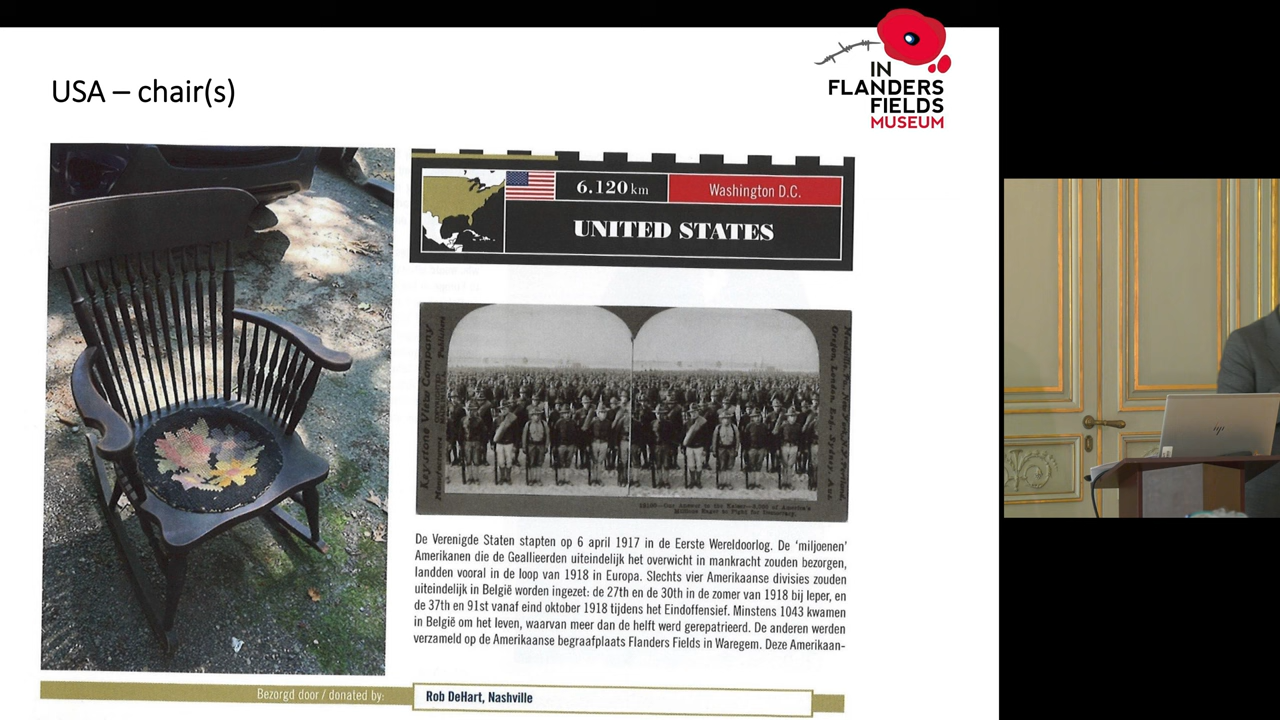 USA – chair(s)
IN
FLANDERS
FIELDS
MUSEUM
6.120 km
Washington D.C.
UNITED STATES
Keystone View Company
Manufacturers Publishers
De Verenigde Staten stapten op 6 april 1917 in de Eerste Wereldoorlog. De ‘miljoenen’
Amerikanen die de Geallieerden uiteindelijk het overwicht in mankracht zouden bezorgen,
landden vooral in de loop van 1918 in Europa. Slechts vier Amerikaanse divisies zouden
uiteindelijk in België worden ingezet: de 27th en de 30th in de zomer van 1918 bij Ieper, en
de 37th en 91st vanaf eind oktober 1918 tijdens het Eindoffensief. Minstens 1043 kwamen
in België om het leven, waarvan meer dan de helft werd gerepatrieerd. De anderen werden
verzameld op de Amerikaanse begraafplaats Flanders Fields in Waregem. Deze Amerikaan-
Bezorgd door / donated by:
Rob DeHart, Nashville
hp